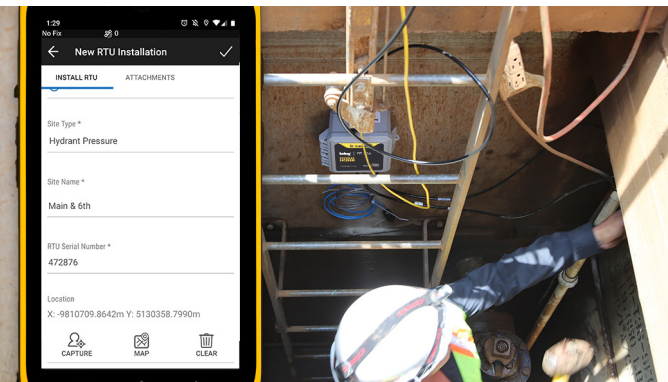 1:29
No Fix 0
New RTU Installation
INSTALL RTU ATTACHMENTS
Site Type *
Hydrant Pressure
Site Name *
Main & 6th
RTU Serial Number *
472876
Location
X: -9810709.8642m Y: 5130358.7990m
CAPTURE MAP CLEAR